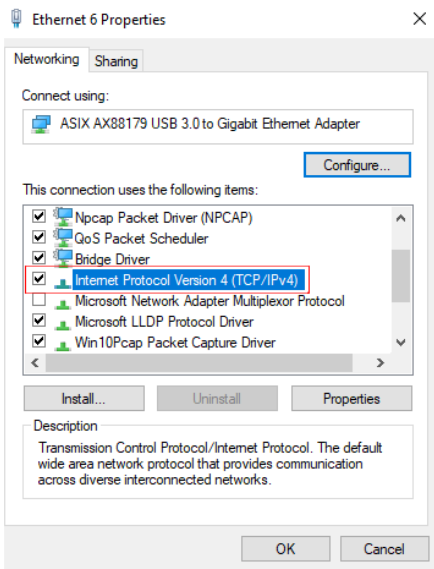 Ethernet 6 Properties
Networking
Sharing
Connect using:
ASIX AX88179 USB 3.0 to Gigabit Ethernet Adapter
Configure...
This connection uses the following items:
Npcap Packet Driver (NPCAP)
QoS Packet Scheduler
Bridge Driver
Internet Protocol Version 4 (TCP/IPv4)
Microsoft Network Adapter Multiplexor Protocol
Microsoft LLDP Protocol Driver
Win10Pcap Packet Capture Driver
Install...
Uninstall
Properties
Description
Transmission Control Protocol/Internet Protocol. The default
wide area network protocol that provides communication
across diverse interconnected networks.
OK
Cancel